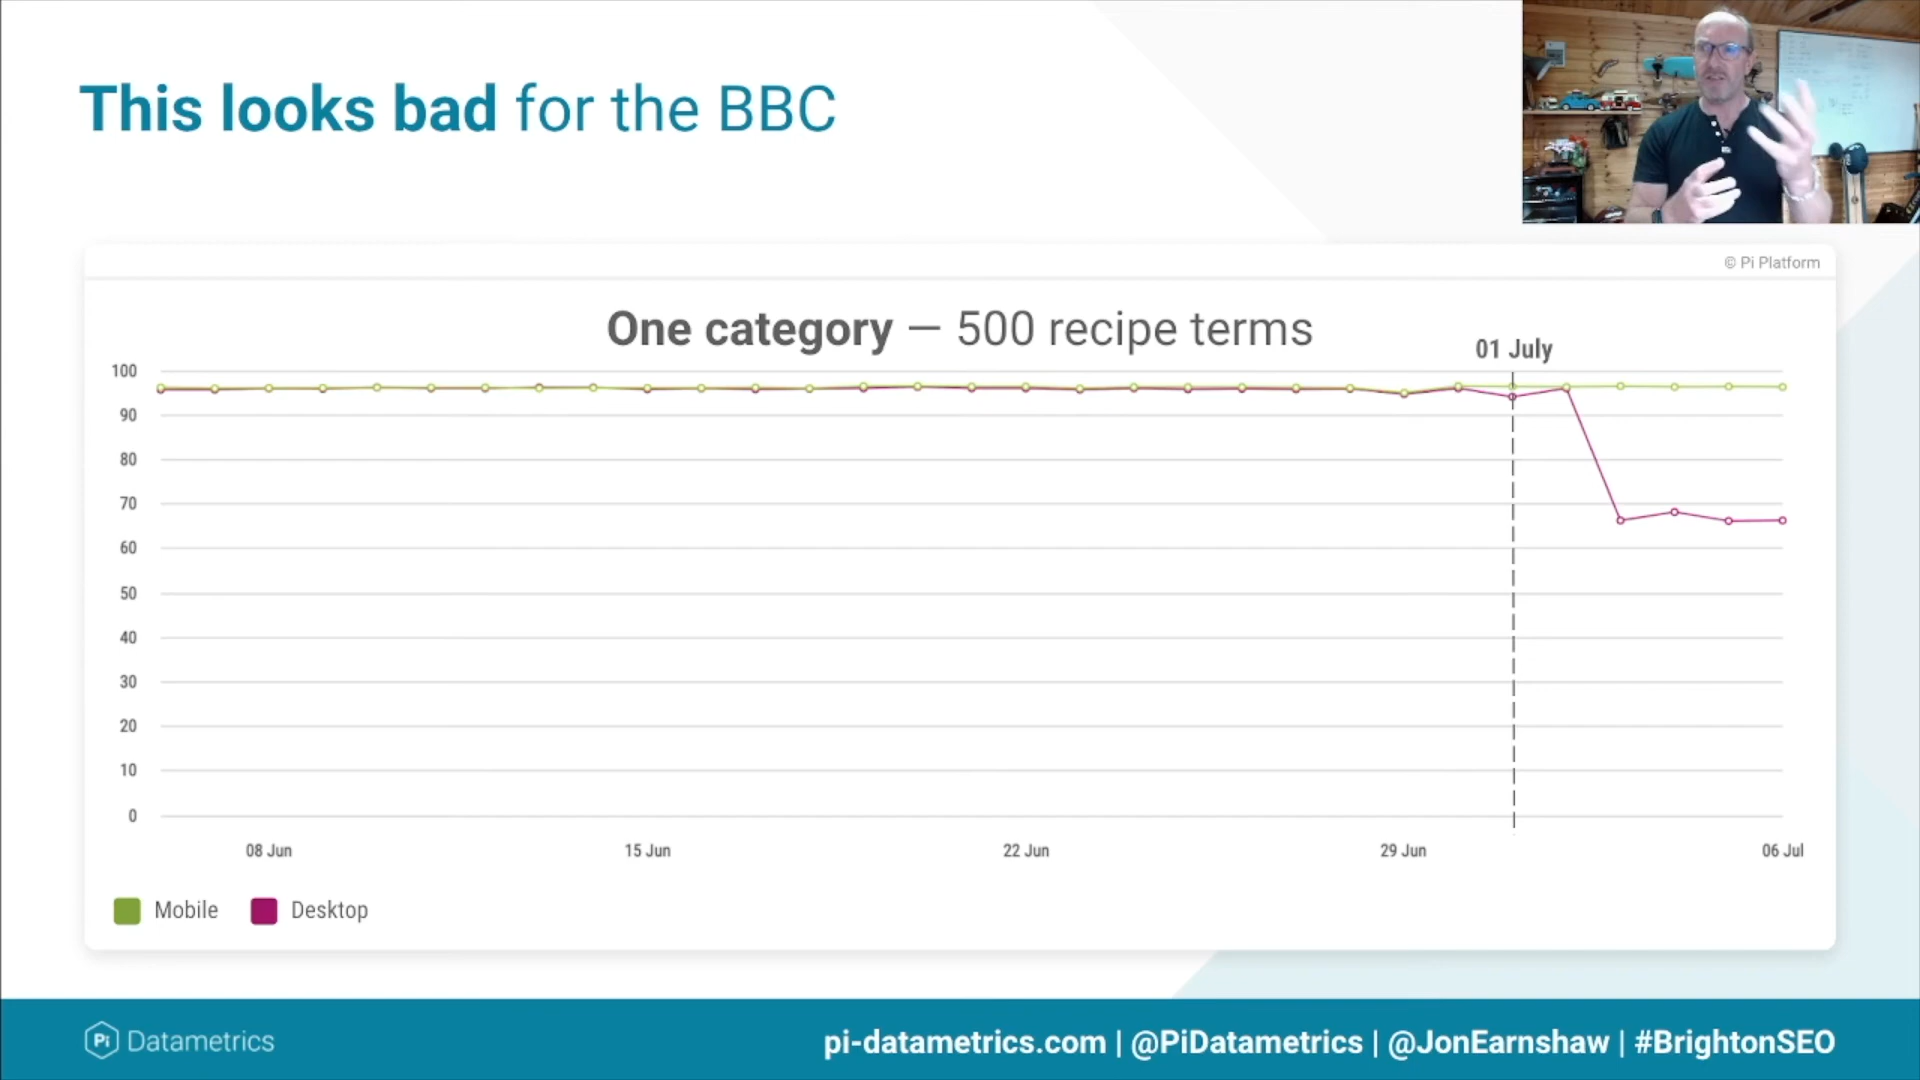 This looks bad for the BBC
© Pi Platform
One category — 500 recipe terms
01 July
100
90
80
70
60
50
40
30
20
10
0
08 Jun
15 Jun
22 Jun
29 Jun
06 Jul
Mobile
Desktop
Pi Datametrics
pi-datametrics.com | @PiDatametrics | @JonEarnshaw | #BrightonSEO